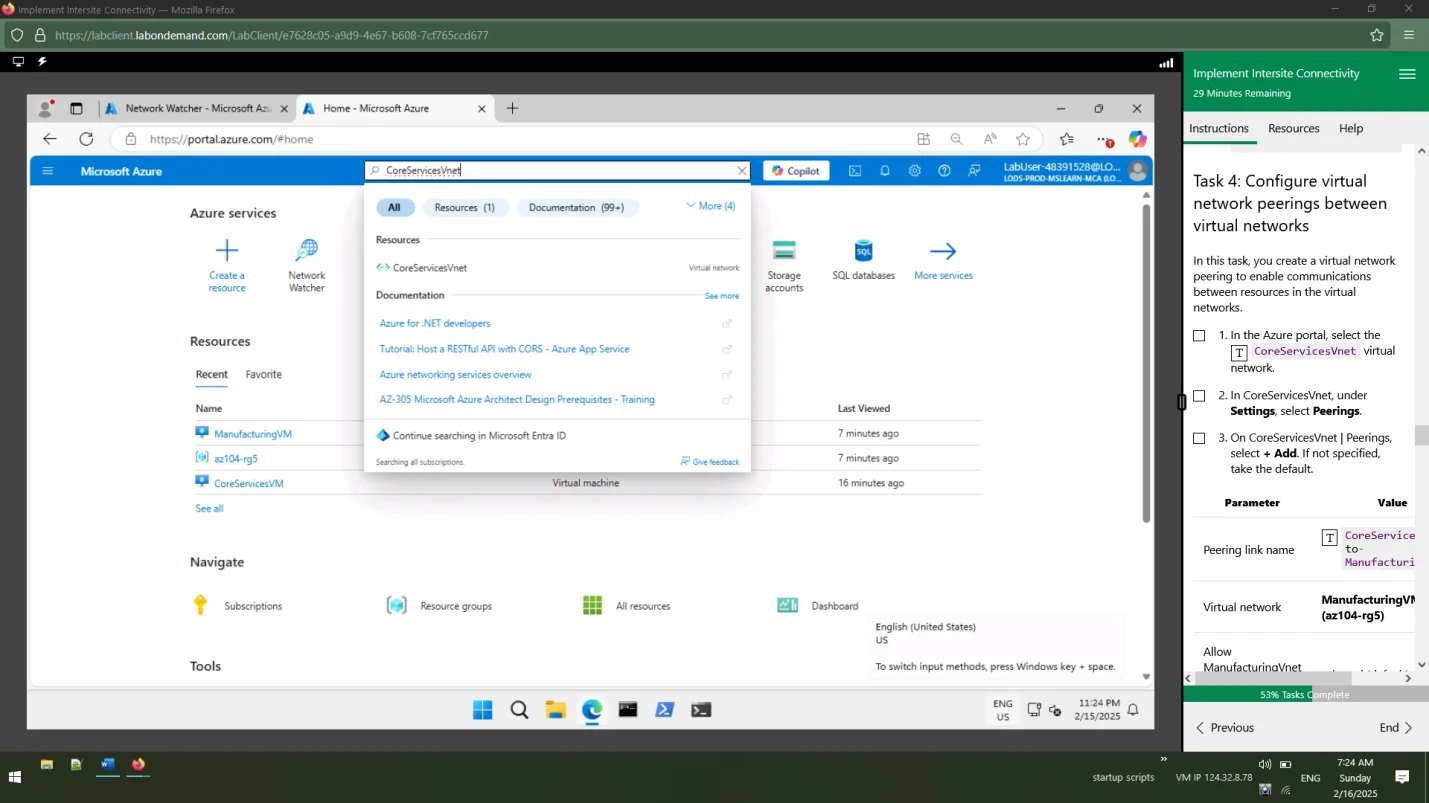 Implement Intersite Connectivity — Mozilla Firefox
https://labclient.labondemand.com/LabClient/e7628c05-a9d9-4e67-b608-7cf765ccd677
Network Watcher - Microsoft Azu
Home - Microsoft Azure
https://portal.azure.com/#home
Microsoft Azure
CoreServicesVnet
Copilot
LabUser-48391528@LO...
LODS-PROD-MSLEARN-MCA (LO...
Azure services
Create a
resource
Network
Watcher
Storage
accounts
SQL databases
More services
All
Resources (1)
Documentation (99+)
More (4)
Resources
CoreServicesVnet
Virtual network
Documentation
See more
Azure for .NET developers
Tutorial: Host a RESTful API with CORS - Azure App Service
Azure networking services overview
AZ-305 Microsoft Azure Architect Design Prerequisites - Training
Continue searching in Microsoft Entra ID
Searching all subscriptions.
Give feedback
Resources
Recent
Favorite
Name
Last Viewed
ManufacturingVM
7 minutes ago
az104-rg5
7 minutes ago
CoreServicesVM
Virtual machine
16 minutes ago
See all
Navigate
Subscriptions
Resource groups
All resources
Dashboard
Tools
English (United States)
US
To switch input methods, press Windows key + space.
ENG
US
11:24 PM
2/15/2025
Implement Intersite Connectivity
29 Minutes Remaining
Instructions
Resources
Help
Task 4: Configure virtual
network peerings between
virtual networks
In this task, you create a virtual network
peering to enable communications
between resources in the virtual
networks.
1. In the Azure portal, select the
T CoreServicesVnet virtual
network.
2. In CoreServicesVnet, under
Settings, select Peerings.
3. On CoreServicesVnet | Peerings,
select + Add. If not specified,
take the default.
Parameter
Value
Peering link name
T CoreService
to-
Manufacturi
Virtual network
ManufacturingVM
(az104-rg5)
Allow
ManufacturingVnet
53% Tasks Complete
Previous
End
startup scripts
VM IP 124.32.8.78
ENG
7:24 AM
Sunday
2/16/2025